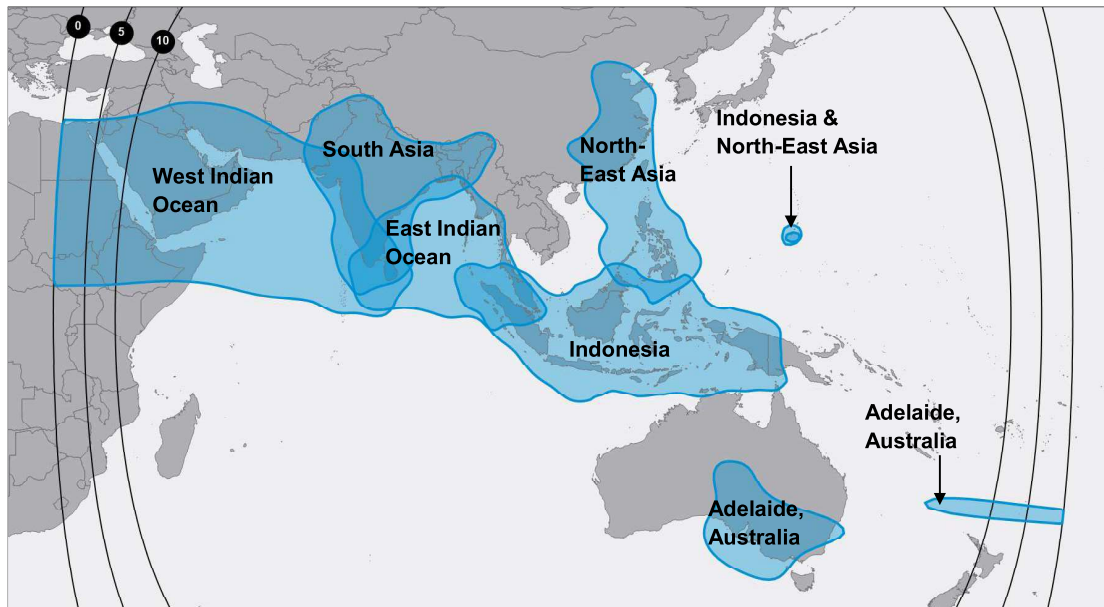 0
5
10
Indonesia &
North-East Asia
South Asia
North-
East Asia
West Indian
Ocean
East Indian
Ocean
Indonesia
Adelaide,
Australia
Adelaide,
Australia